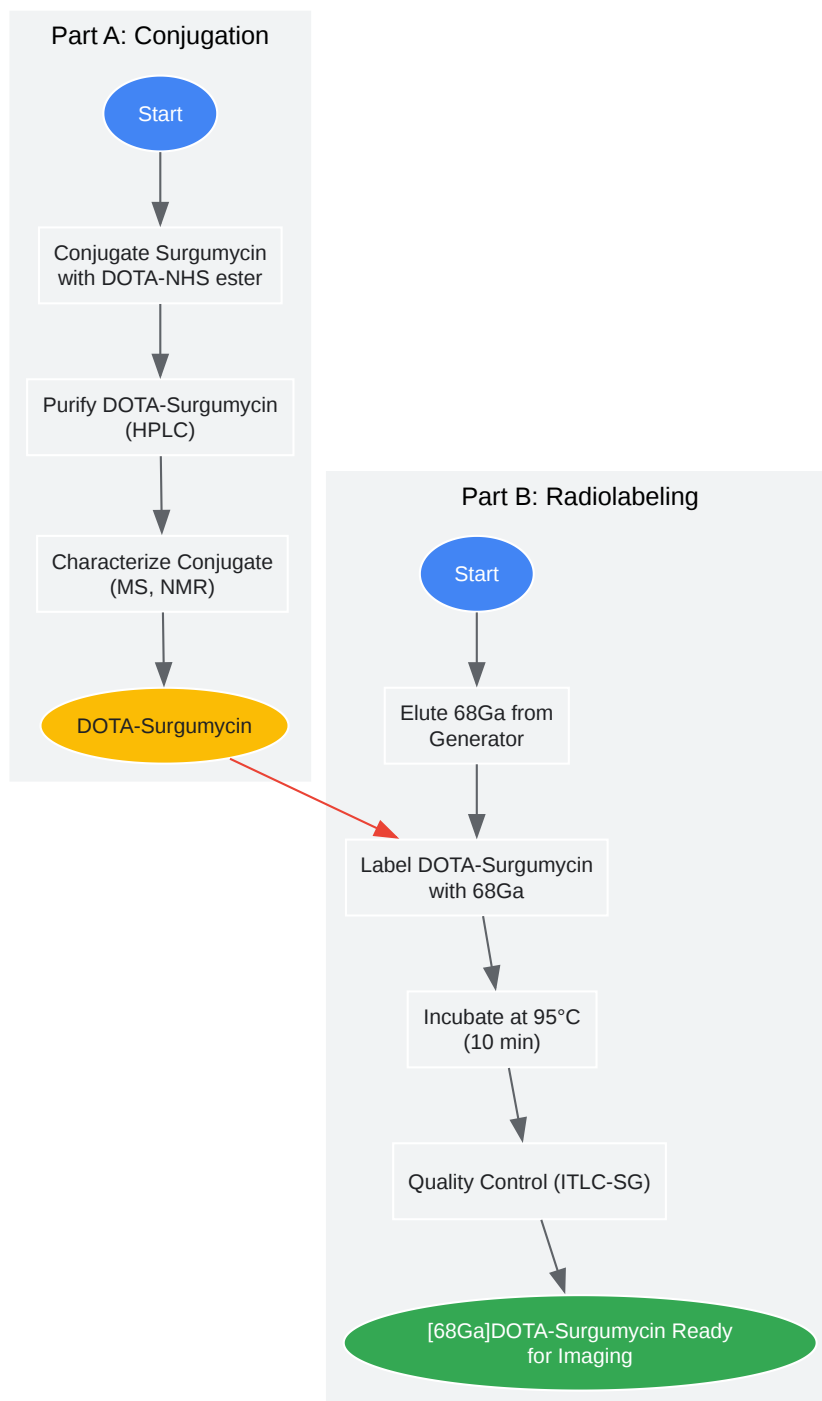 Part A: Conjugation
Start
Conjugate Surgumycin
with DOTA-NHS ester
Purify DOTA-Surgumycin
(HPLC)
Characterize Conjugate
(MS, NMR)
DOTA-Surgumycin
Part B: Radiolabeling
Start
Elute 68Ga from
Generator
Label DOTA-Surgumycin
with 68Ga
Incubate at 95°C
(10 min)
Quality Control (ITLC-SG)
[68Ga]DOTA-Surgumycin Ready
for Imaging